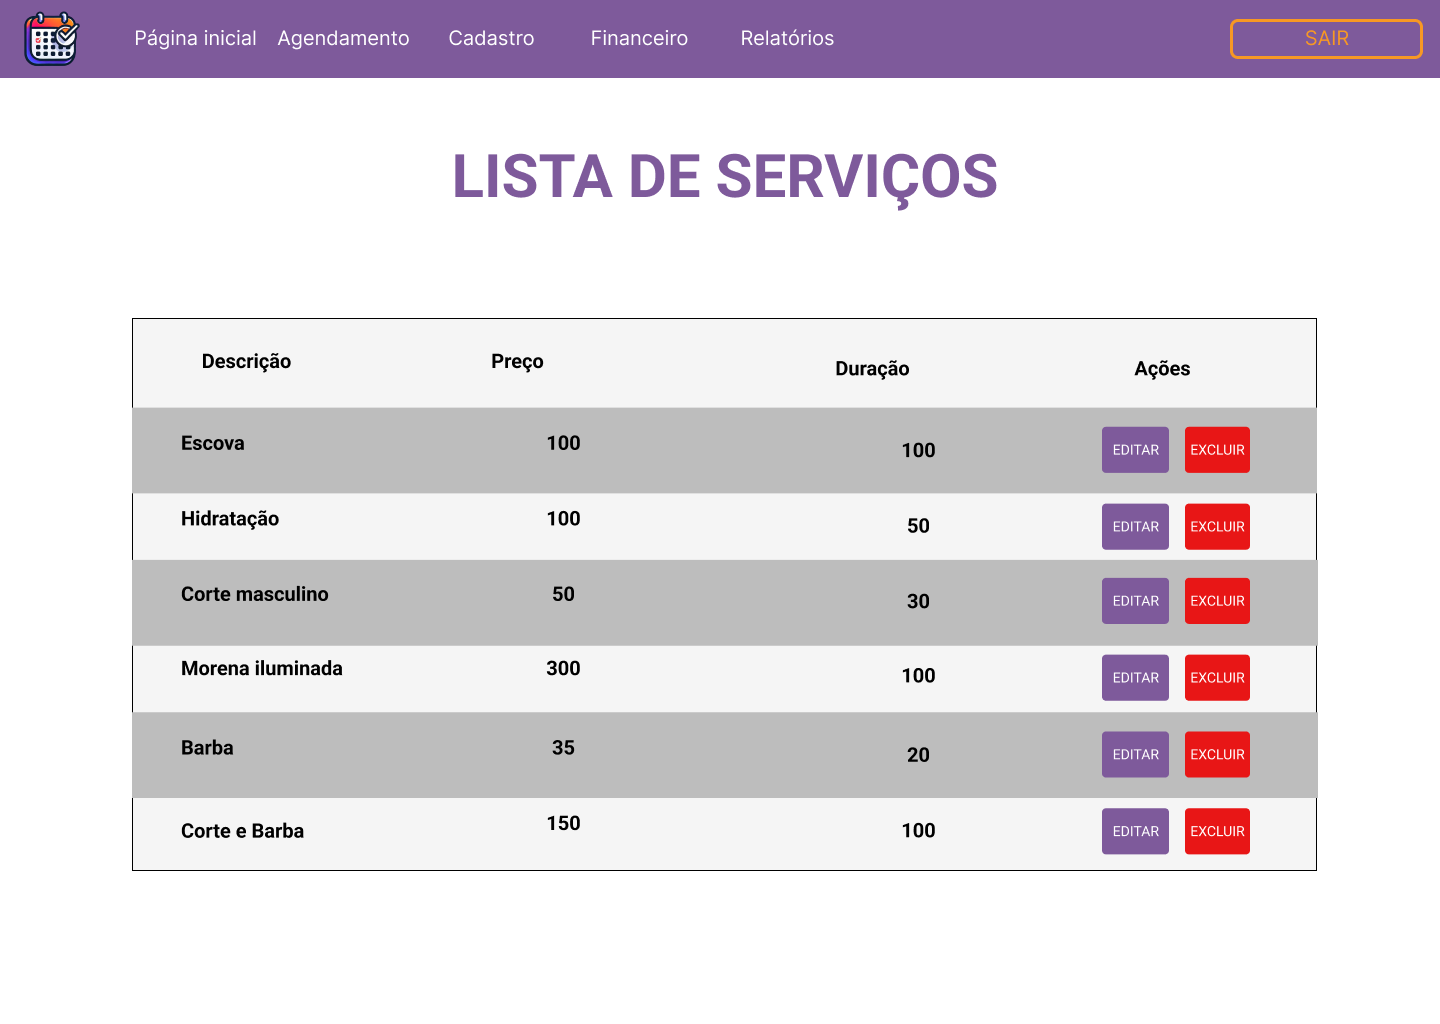 Página inicial Agendamento Cadastro Financeiro Relatórios SAIR
LISTA DE SERVIÇOS
Descrição Preço Duração Ações
Escova 100 100 EDITAR EXCLUIR
Hidratação 100 50 EDITAR EXCLUIR
Corte masculino 50 30 EDITAR EXCLUIR
Morena iluminada 300 100 EDITAR EXCLUIR
Barba 35 20 EDITAR EXCLUIR
Corte e Barba 150 100 EDITAR EXCLUIR